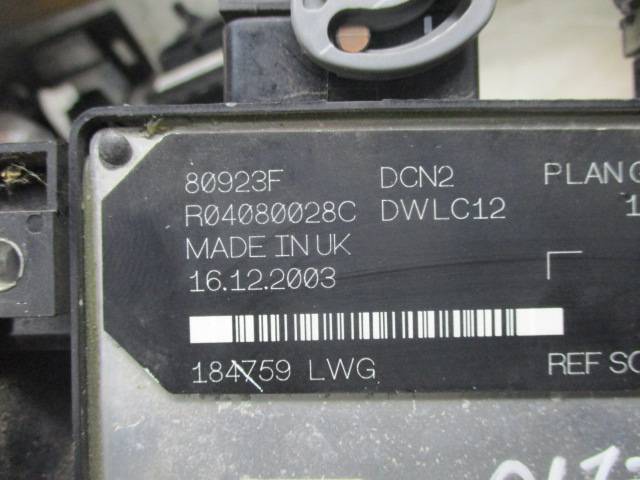 80923F DCN2 PLAN
R04080028C DWLC12
MADE IN UK
16.12.2003
184759 LWG REF